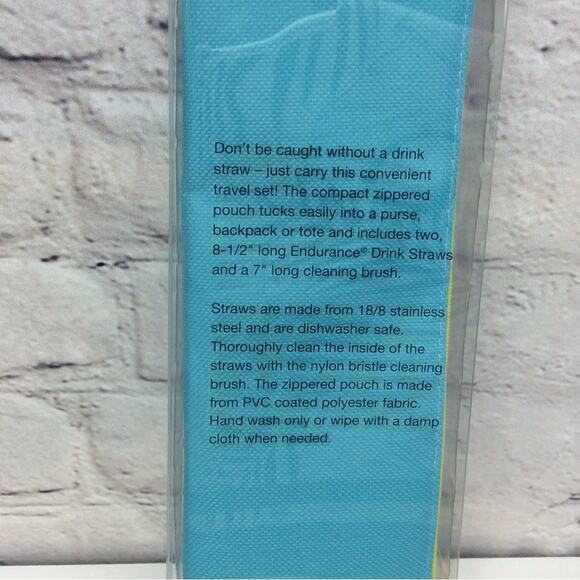 Don't be caught without a drink
straw – just carry this convenient
travel set! The compact zippered
pouch tucks easily into a purse,
backpack or tote and includes two,
8-1/2" long Endurance® Drink Straws
and a 7" long cleaning brush.
Straws are made from 18/8 stainless
steel and are dishwasher safe.
Thoroughly clean the inside of the
straws with the nylon bristle cleaning
brush. The zippered pouch is made
from PVC coated polyester fabric.
Hand wash only or wipe with a damp
cloth when needed.